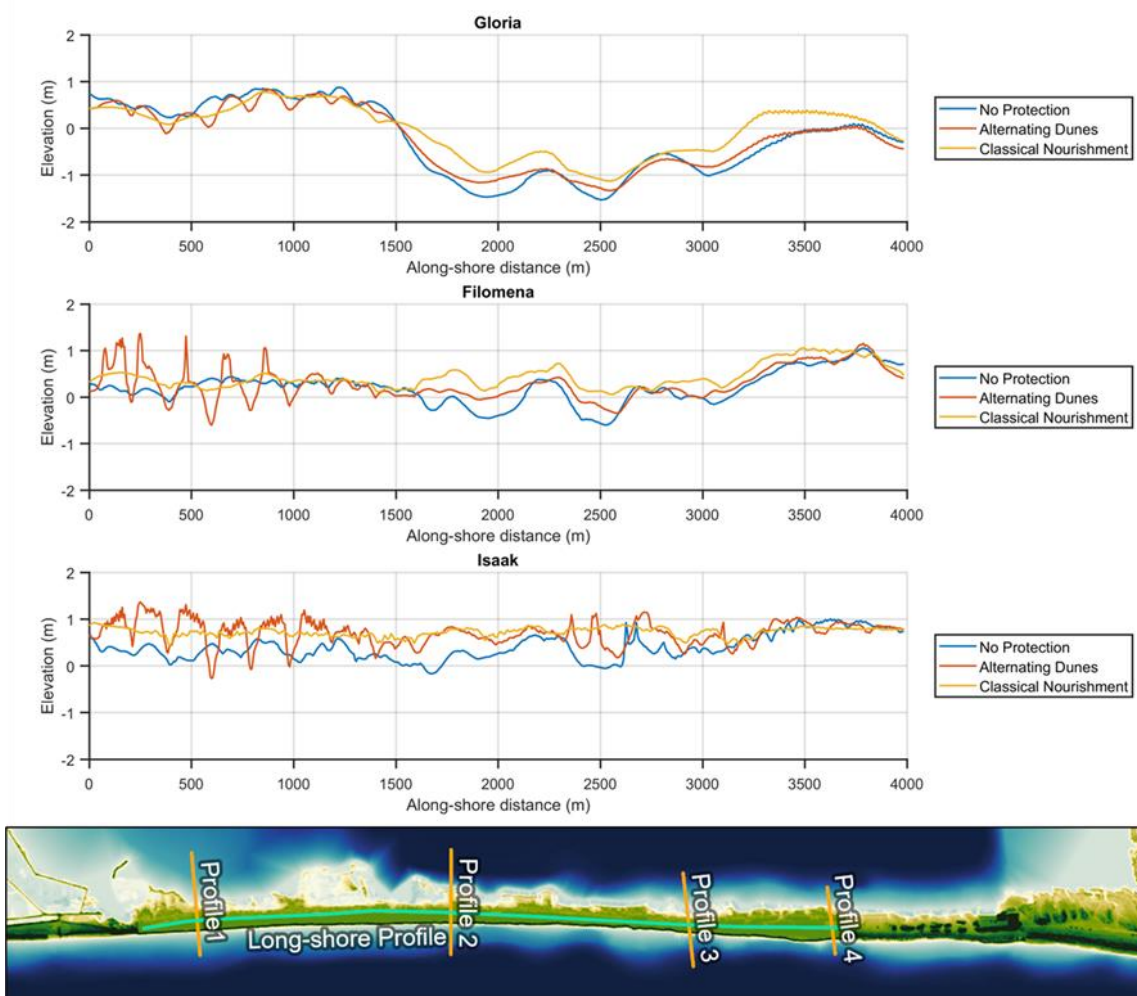 Gloria
2
1
0
-1
-2
Elevation (m)
0 500 1000 1500 2000 2500 3000 3500 4000
Along-shore distance (m)
No Protection
Alternating Dunes
Classical Nourishment
Filomena
2
1
0
-1
-2
Elevation (m)
0 500 1000 1500 2000 2500 3000 3500 4000
Along-shore distance (m)
No Protection
Alternating Dunes
Classical Nourishment
Isaak
2
1
0
-1
-2
Elevation (m)
0 500 1000 1500 2000 2500 3000 3500 4000
Along-shore distance (m)
No Protection
Alternating Dunes
Classical Nourishment
Profile1
Long-shore Profile
Profile 2
Profile 3
Profile 4